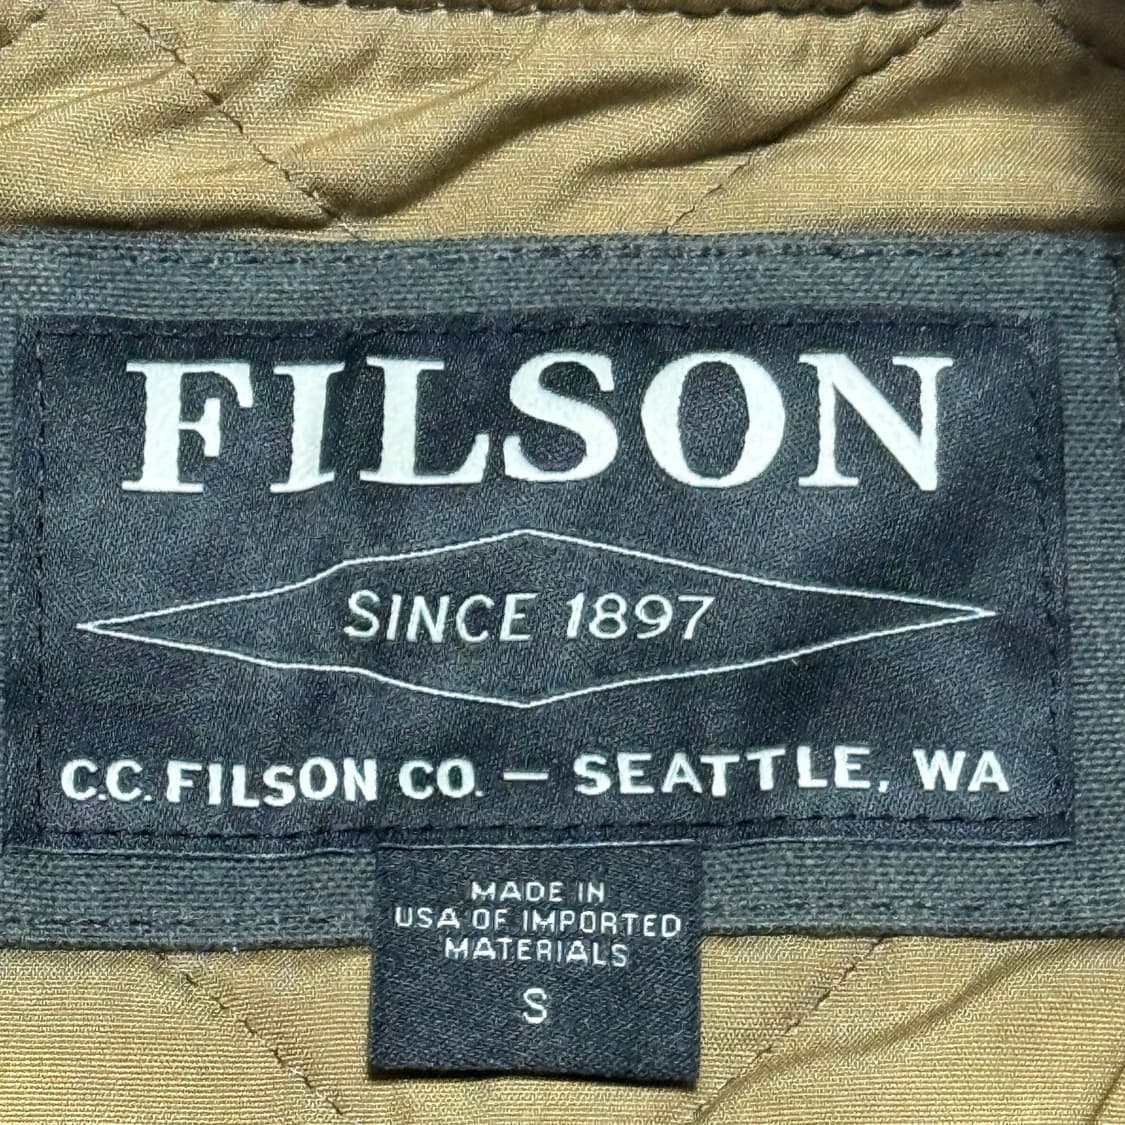 FILSON
SINCE 1897
C.C. FILSON CO. — SEATTLE, WA
MADE IN
USA OF IMPORTED
MATERIALS
S